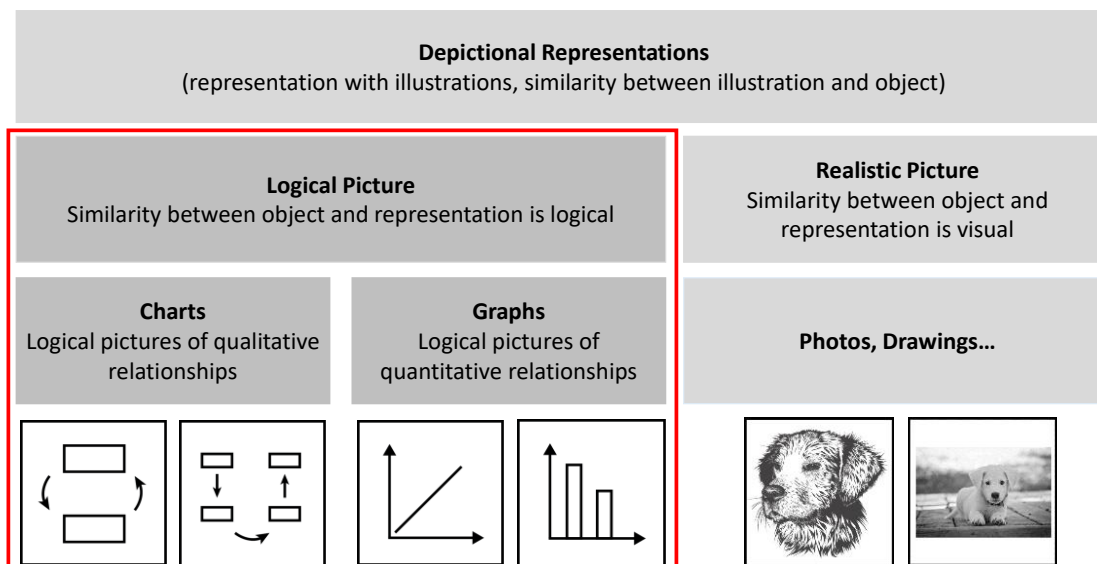 Depictional Representations
(representation with illustrations, similarity between illustration and object)
Logical Picture
Similarity between object and representation is logical
Realistic Picture
Similarity between object and
representation is visual
Charts
Logical pictures of qualitative
relationships
Graphs
Logical pictures of
quantitative relationships
Photos, Drawings…